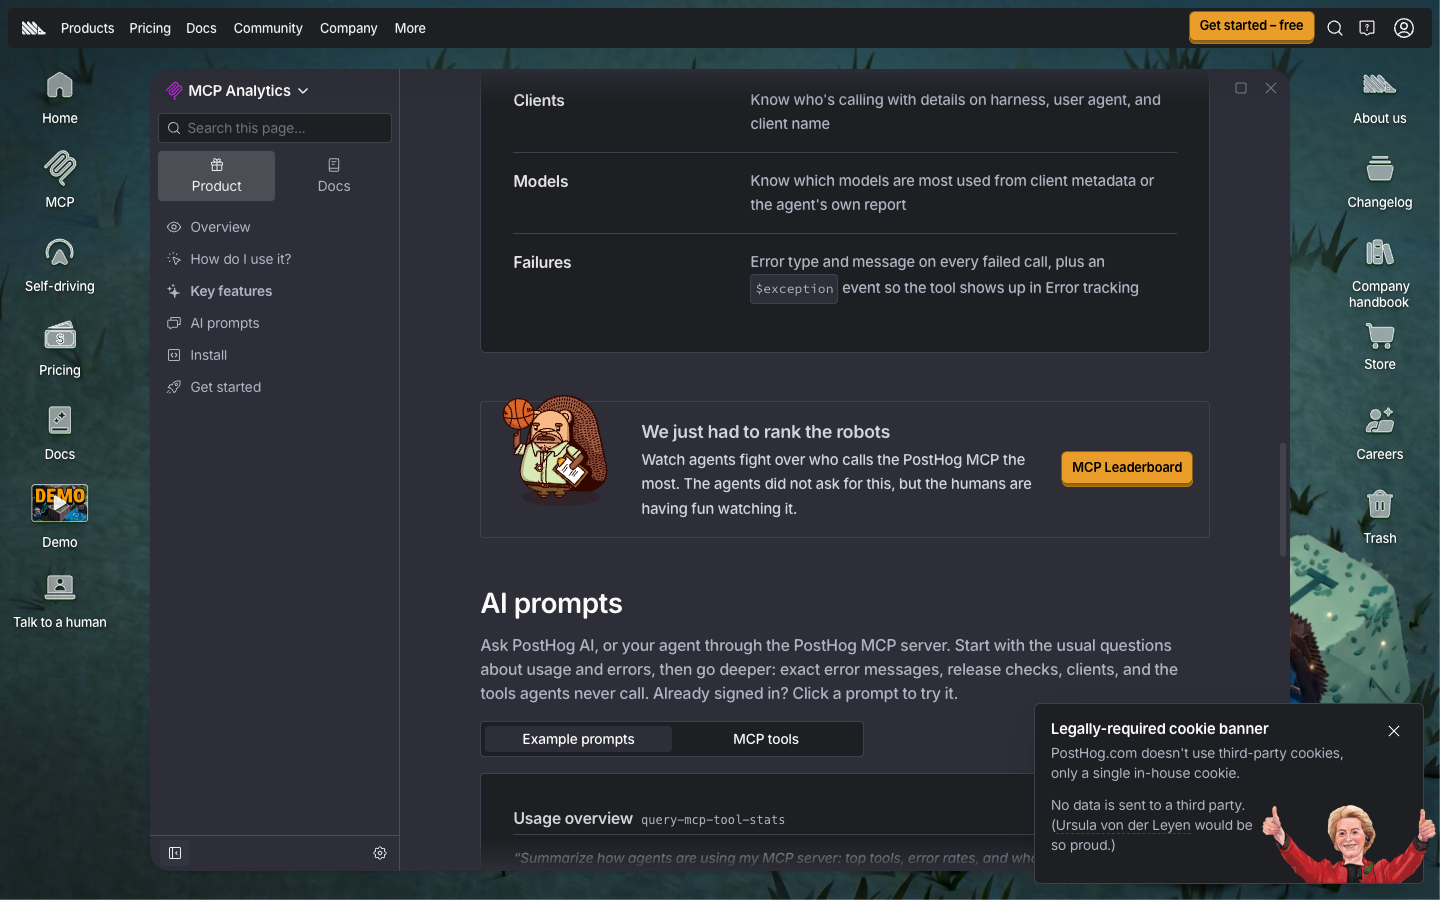 Products Pricing Docs Community Company More
Get started – free
Home
MCP
Self-driving
Pricing
Docs
DEMO
Demo
Talk to a human
MCP Analytics
Search this page...
Product
Docs
Overview
How do I use it?
Key features
AI prompts
Install
Get started
Clients
Know who's calling with details on harness, user agent, and
client name
Models
Know which models are most used from client metadata or
the agent's own report
Failures
Error type and message on every failed call, plus an
$exception event so the tool shows up in Error tracking
We just had to rank the robots
Watch agents fight over who calls the PostHog MCP the
most. The agents did not ask for this, but the humans are
having fun watching it.
MCP Leaderboard
AI prompts
Ask PostHog AI, or your agent through the PostHog MCP server. Start with the usual questions
about usage and errors, then go deeper: exact error messages, release checks, clients, and the
tools agents never call. Already signed in? Click a prompt to try it.
Example prompts
MCP tools
Usage overview query-mcp-tool-stats
“Summarize how agents are using my MCP server: top tools, error rates, and
About us
Changelog
Company
handbook
Store
Careers
Trash
Legally-required cookie banner
PostHog.com doesn't use third-party cookies,
only a single in-house cookie.
No data is sent to a third party.
(Ursula von der Leyen would be
so proud.)